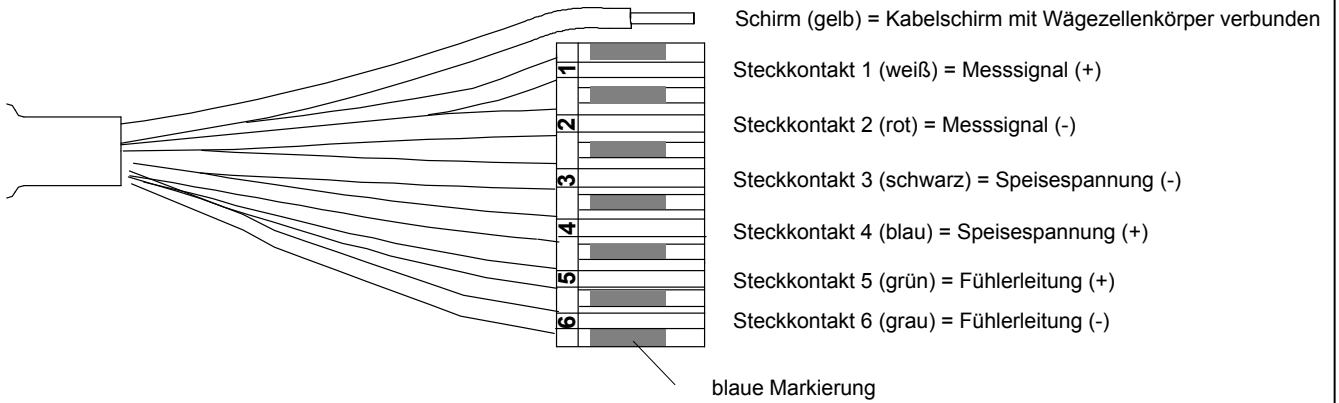 Schirm (gelb) = Kabelschirm mit Wägezellenkörper verbunden
1
Steckkontakt 1 (weiß) = Messsignal (+)
2
Steckkontakt 2 (rot) = Messsignal (-)
3
Steckkontakt 3 (schwarz) = Speisespannung (-)
4
Steckkontakt 4 (blau) = Speisespannung (+)
5
Steckkontakt 5 (grün) = Fühlerleitung (+)
6
Steckkontakt 6 (grau) = Fühlerleitung (-)
blaue Markierung